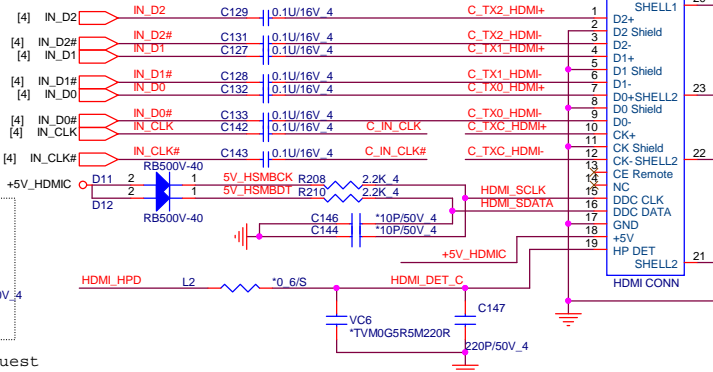 SHELL1
[4] IN_D2 IN_D2 C129 0.1U/16V_4 C_TX2_HDMI+ 1 D2+
2 D2 Shield
[4] IN_D2# IN_D2# C131 0.1U/16V_4 C_TX2_HDMI- 3 D2-
[4] IN_D1 IN_D1 C127 0.1U/16V_4 C_TX1_HDMI+ 4 D1+
5 D1 Shield
[4] IN_D1# IN_D1# C128 0.1U/16V_4 C_TX1_HDMI- 6 D1-
[4] IN_D0 IN_D0 C132 0.1U/16V_4 C_TX0_HDMI+ 7 D0+ SHELL2 23
8 D0 Shield
[4] IN_D0# IN_D0# C133 0.1U/16V_4 C_TX0_HDMI- 9 D0-
[4] IN_CLK IN_CLK C142 0.1U/16V_4 C_IN_CLK C_TXC_HDMI+ 10 CK+
11 CK Shield
[4] IN_CLK# IN_CLK# C143 0.1U/16V_4 C_IN_CLK# C_TXC_HDMI- 12 CK- SHELL2 22
13 CE Remote
14 NC
+5V_HDMIC D11 2 1 5V_HSMBCK R208 2.2K_4 HDMI_SCLK 15 DDC CLK
D12 2 5V_HSMBDT R210 2.2K_4 HDMI_SDATA 16 DDC DATA
RB500V-40
RB500V-40
C146 *10P/50V_4 17 GND
C144 *10P/50V_4
+5V_HDMIC 18 +5V
19 HP DET
SHELL2 21
HDMI CONN
HDMI_HPD L2 *0_6/S HDMI_DET_C
C147
VC6
*TVM0G5R5M220R
220P/50V_4
0V_4
uest